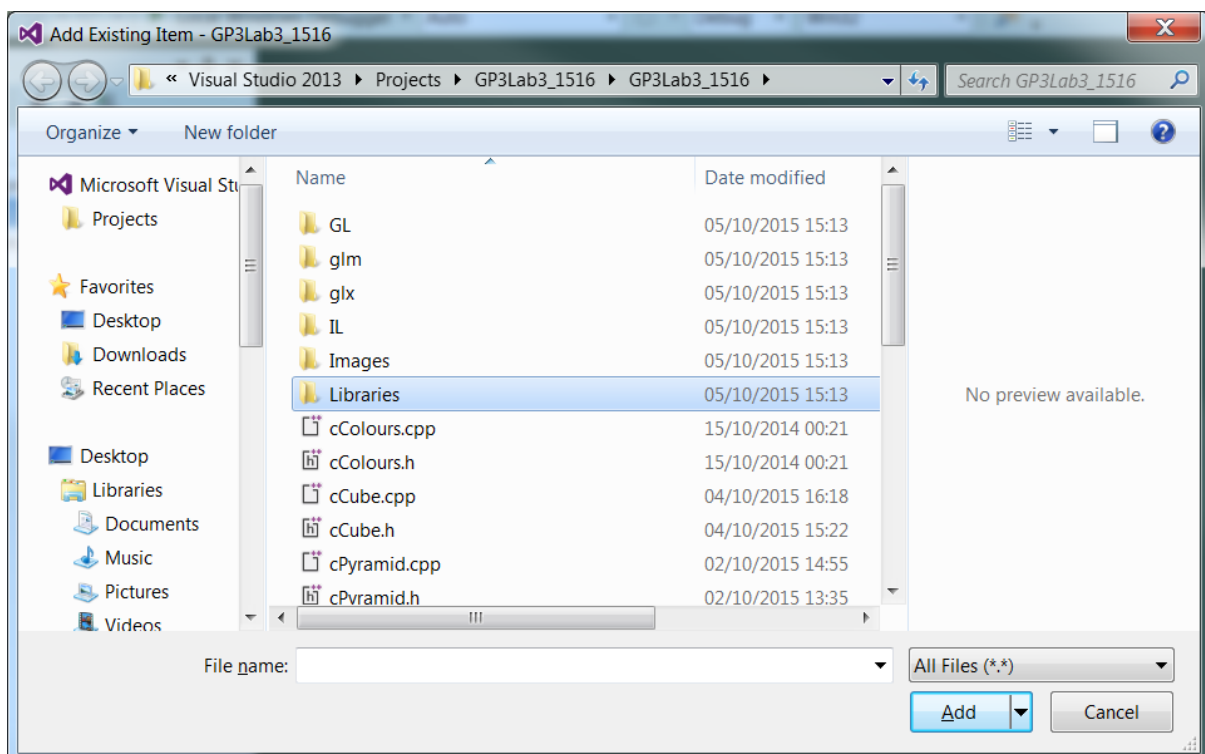 Add Existing Item - GP3Lab3_1516
« Visual Studio 2013 Projects GP3Lab3_1516 GP3Lab3_1516
Search GP3Lab3_1516
Organize New folder
Microsoft Visual Stu
Projects
Favorites
Desktop
Downloads
Recent Places
Desktop
Libraries
Documents
Music
Pictures
Videos
Name Date modified
GL 05/10/2015 15:13
glm 05/10/2015 15:13
glx 05/10/2015 15:13
IL 05/10/2015 15:13
Images 05/10/2015 15:13
Libraries 05/10/2015 15:13
cColours.cpp 15/10/2014 00:21
cColours.h 15/10/2014 00:21
cCube.cpp 04/10/2015 16:18
cCube.h 04/10/2015 15:22
cPyramid.cpp 02/10/2015 14:55
cPyramid.h 02/10/2015 13:35
No preview available.
File name:
All Files (*.*)
Add Cancel